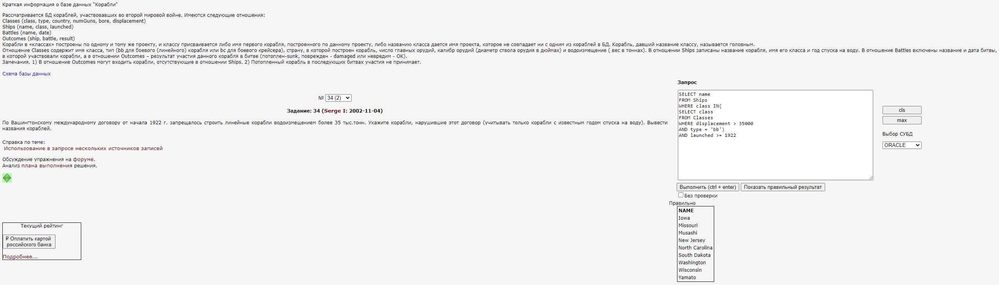 Краткая информация о базе данных "Корабли"
Рассматривается БД кораблей, участвовавших во второй мировой войне. Имеются следующие отношения:
Classes (class, type, country, numGuns, bore, displacement)
Ships (name, class, launched)
Battles (name, date)
Outcomes (ship, battle, result)
Корабли в «классах» построены по одному и тому же проекту, и классу присваивается либо имя первого корабля, построенного по данному проекту, либо названию класса дается имя проекта, которое не совпадает ни с одним из кораблей в БД. Корабль, давший название классу, называется головным.
Отношение Classes содержит имя класса, тип (bb для боевого (линейного) корабля или bc для боевого крейсера), страну, в которой построен корабль, число главных орудий, калибр орудий (диаметр ствола орудия в дюймах) и водоизмещение ( вес в тоннах). В отношении Ships записаны название корабля, имя его класса и год спуска на воду. В отношение Battles включены название и дата битвы,
в которой участвовали корабли, а в отношении Outcomes – результат участия данного корабля в битве (потоплен-sunk, поврежден - damaged или невредим - OK).
Замечания. 1) В отношение Outcomes могут входить корабли, отсутствующие в отношении Ships. 2) Потопленный корабль в последующих битвах участия не принимает.
Схема базы данных
№ 34 (2)
Задание: 34 (Serge I: 2002-11-04)
По Вашингтонскому международному договору от начала 1922 г. запрещалось строить линейные корабли водоизмещением более 35 тыс.тонн. Укажите корабли, нарушившие этот договор (учитывать только корабли c известным годом спуска на воду). Вывести
названия кораблей.
Справка по теме:
Использование в запросе нескольких источников записей
Обсуждение упражнения на форуме.
Анализ плана выполнения решения.
Текущий рейтинг
₽ Оплатить картой
российского банка
Подробнее...
Запрос
SELECT name
FROM Ships
WHERE class IN(
SELECT class
FROM Classes
WHERE displacement > 35000
AND type = 'bb')
AND launched >= 1922
cls
max
Выбор СУБД
ORACLE
Выполнить (ctrl + enter) Показать правильный результат
Без проверки
Правильно
NAME
Iowa
Missouri
Musashi
New Jersey
North Carolina
South Dakota
Washington
Wisconsin
Yamato